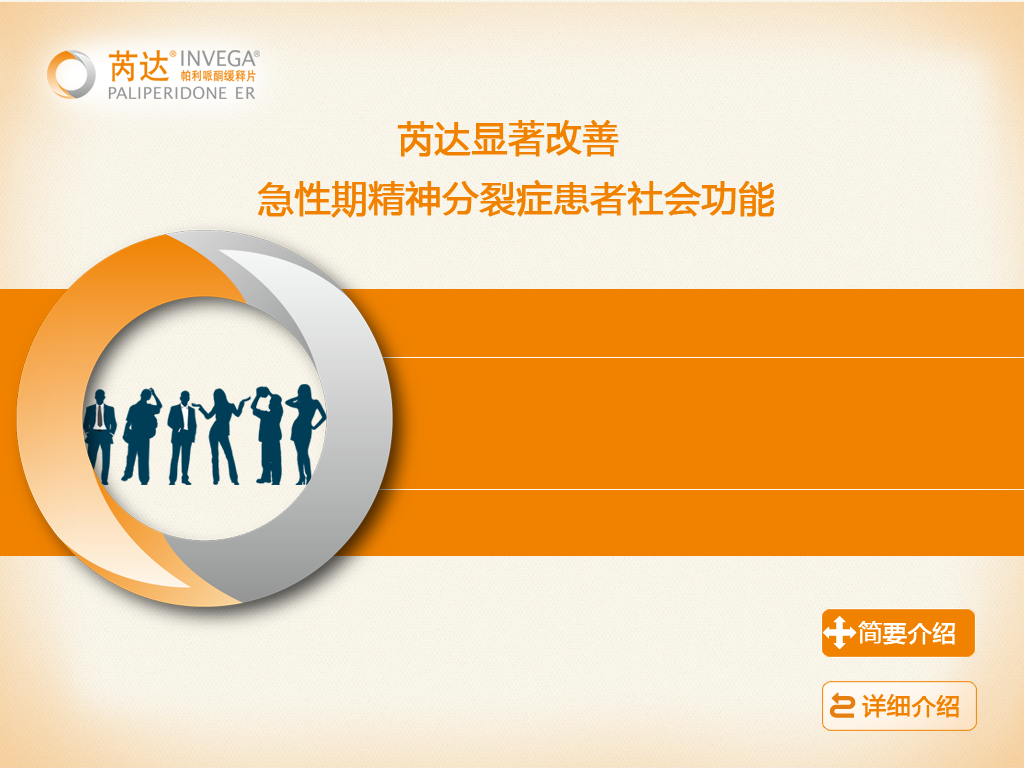 芮达® INVEGA®
帕利哌酮缓释片
PALIPERIDONE ER
芮达显著改善
急性期精神分裂症患者社会功能
简要介绍
详细介绍